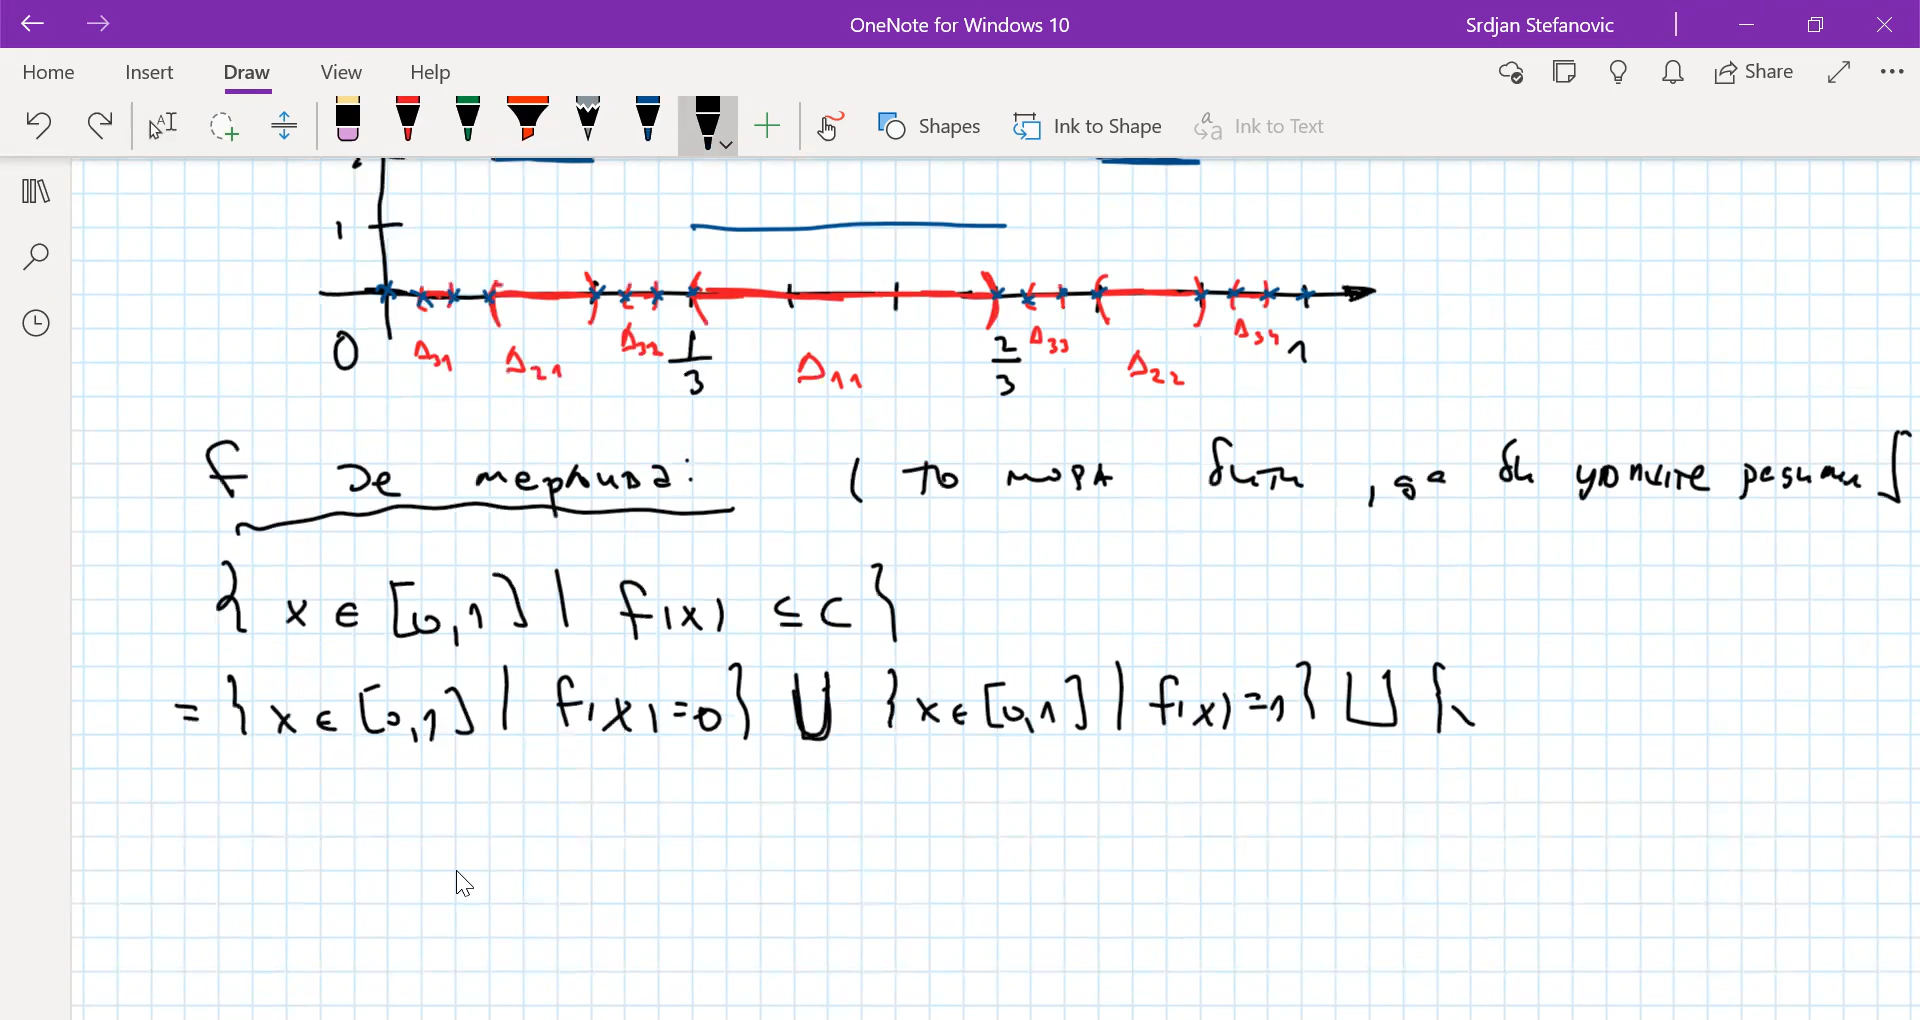 OneNote for Windows 10
Srdjan Stefanovic
Home Insert Draw View Help
Share
Shapes Ink to Shape Ink to Text
1
0 Δ31 Δ21 Δ32 1/3 Δ11 2/3 Δ33 Δ22 Δ34 1
f је мерљива: ( то мора бити, да би уопште решили ∫
{ x ∈ [0,1] | f(x) ≤ c }
= { x ∈ [0,1] | f(x) = 0 } ⊔ { x ∈ [0,1] | f(x) = 1 } ⊔ {